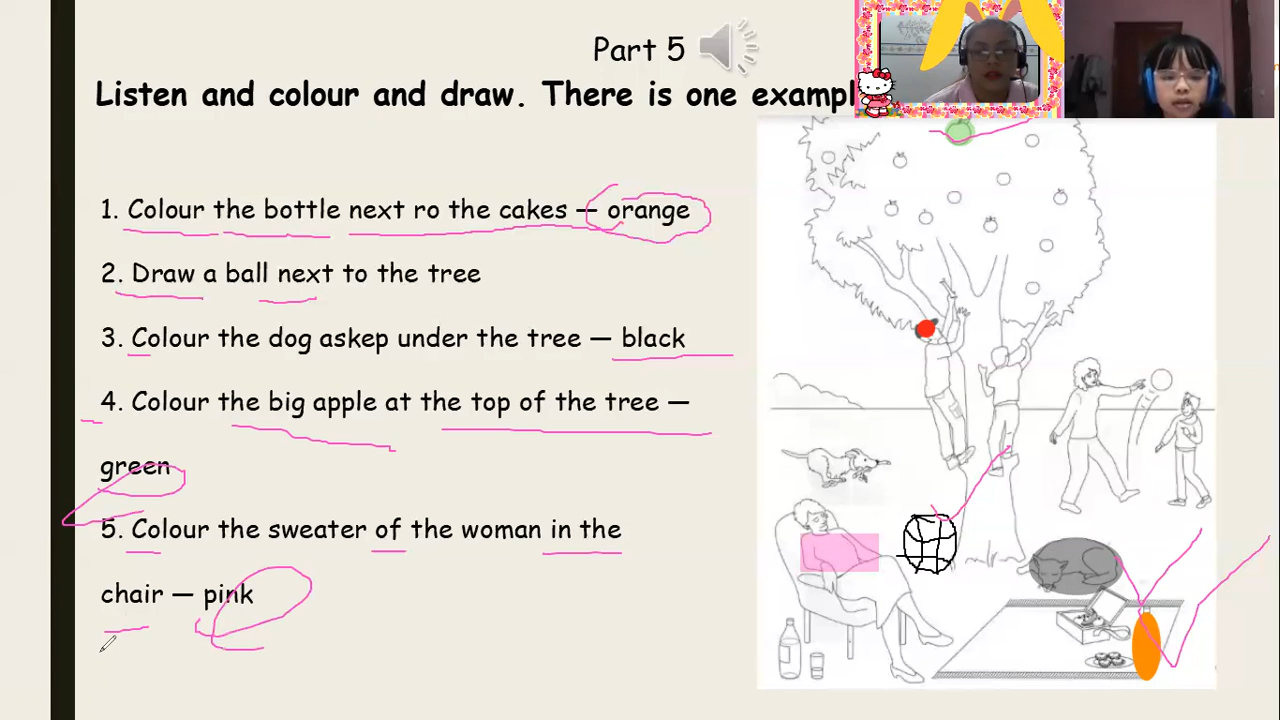 Part 5
Listen and colour and draw. There is one exampl
1. Colour the bottle next ro the cakes – orange
2. Draw a ball next to the tree
3. Colour the dog askep under the tree – black
4. Colour the big apple at the top of the tree –
green
5. Colour the sweater of the woman in the
chair – pink